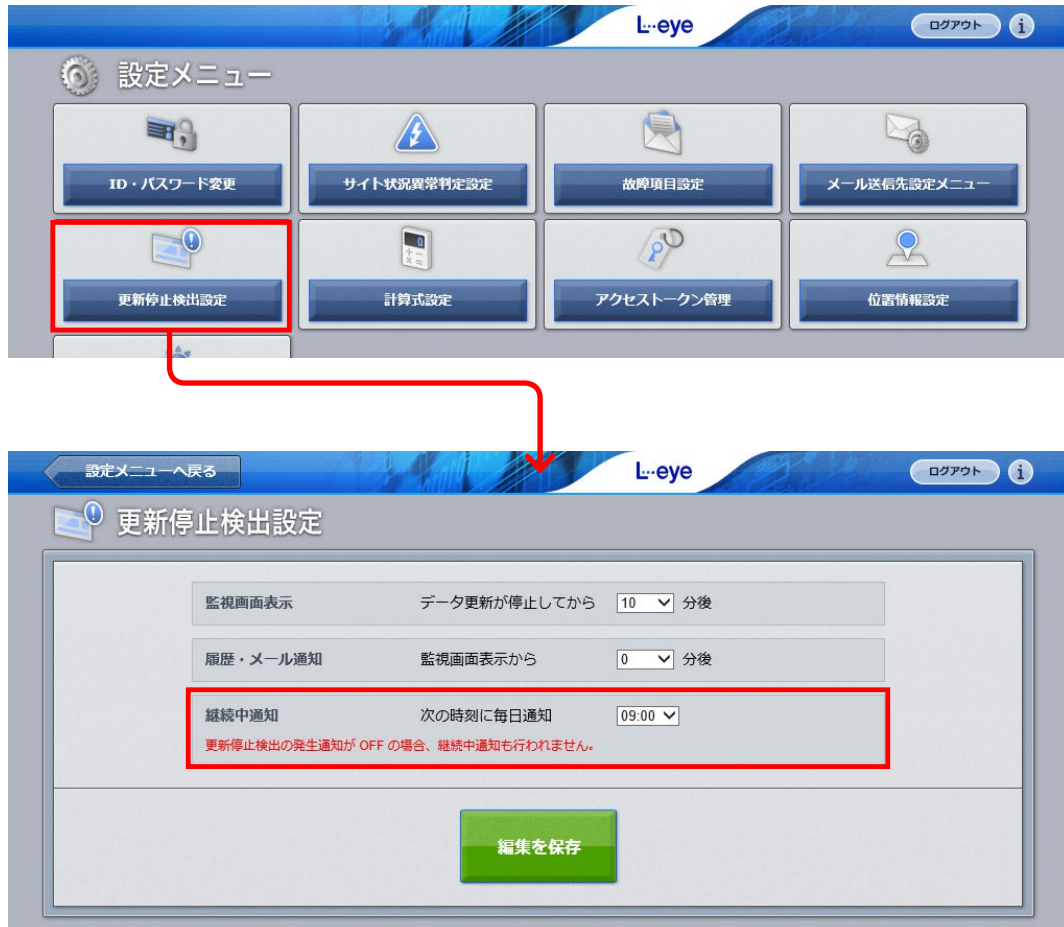 L･･eye
ログアウト
i
設定メニュー
ID・パスワード変更
サイト状況異常判定設定
故障項目設定
メール送信先設定メニュー
更新停止検出設定
計算式設定
アクセストークン管理
位置情報設定
設定メニューへ戻る
L･･eye
ログアウト
i
更新停止検出設定
監視画面表示 データ更新が停止してから 10 分後
履歴・メール通知 監視画面表示から 0 分後
継続中通知 次の時刻に毎日通知 09:00
更新停止検出の発生通知が OFF の場合、継続中通知も行われません。
編集を保存